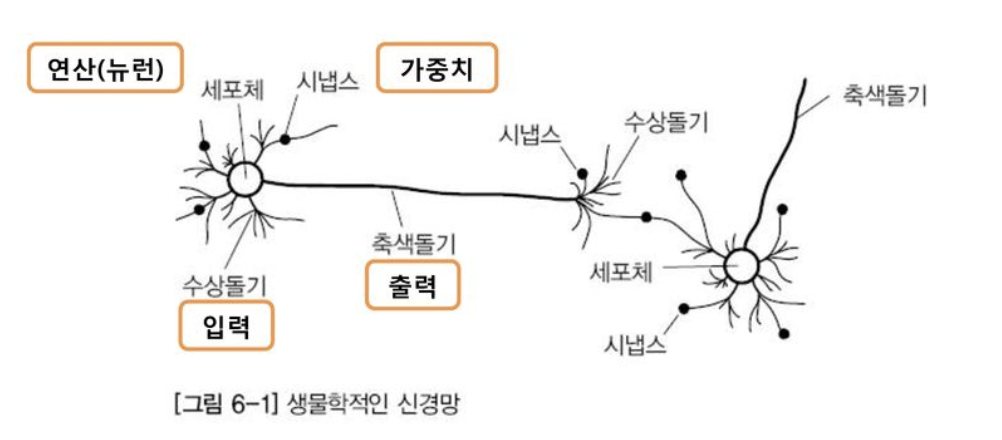 연산(뉴런)
가중치
세포체
시냅스
축색돌기
시냅스
수상돌기
축색돌기
수상돌기
세포체
출력
입력
시냅스
[그림 6-1] 생물학적인 신경망